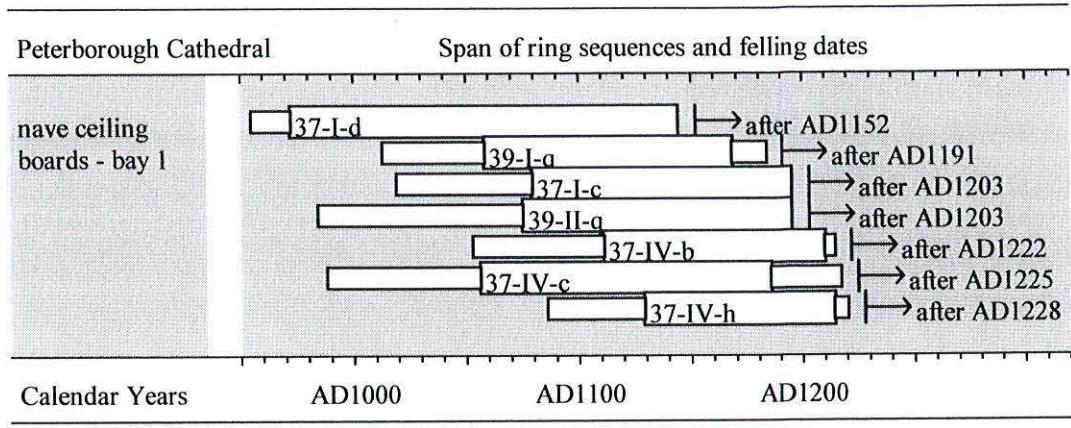 Peterborough Cathedral Span of ring sequences and felling dates
nave ceiling
boards - bay 1
37-I-d after AD1152
39-I-q after AD1191
37-I-c after AD1203
39-II-q after AD1203
37-IV-b after AD1222
37-IV-c after AD1225
37-IV-h after AD1228
Calendar Years AD1000 AD1100 AD1200